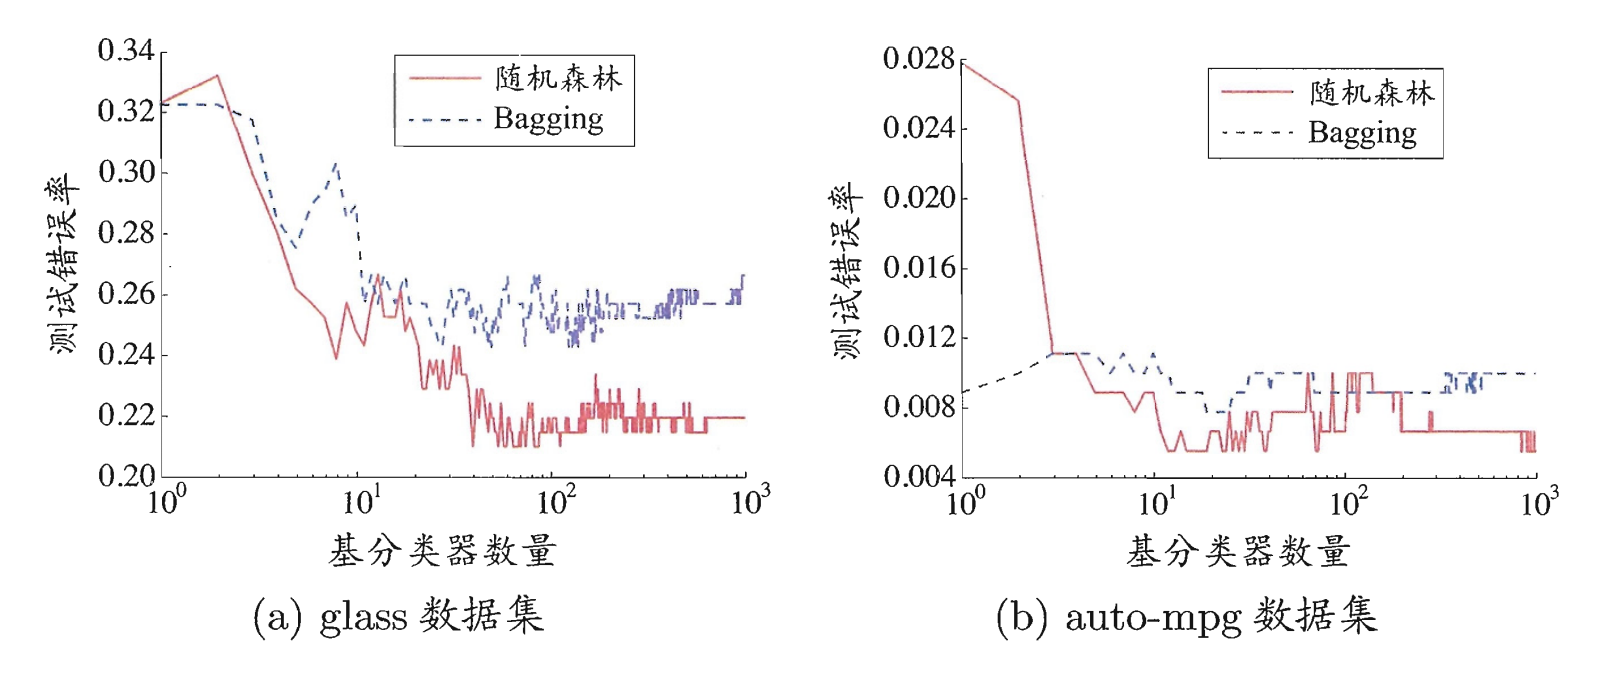 0.34
0.32
0.30
0.28
0.26
0.24
0.22
0.20
测试错误率
随机森林
Bagging
10^0
10^1
10^2
10^3
基分类器数量
(a) glass 数据集
0.028
0.024
0.020
0.016
0.012
0.008
0.004
测试错误率
随机森林
Bagging
10^0
10^1
10^2
10^3
基分类器数量
(b) auto-mpg 数据集